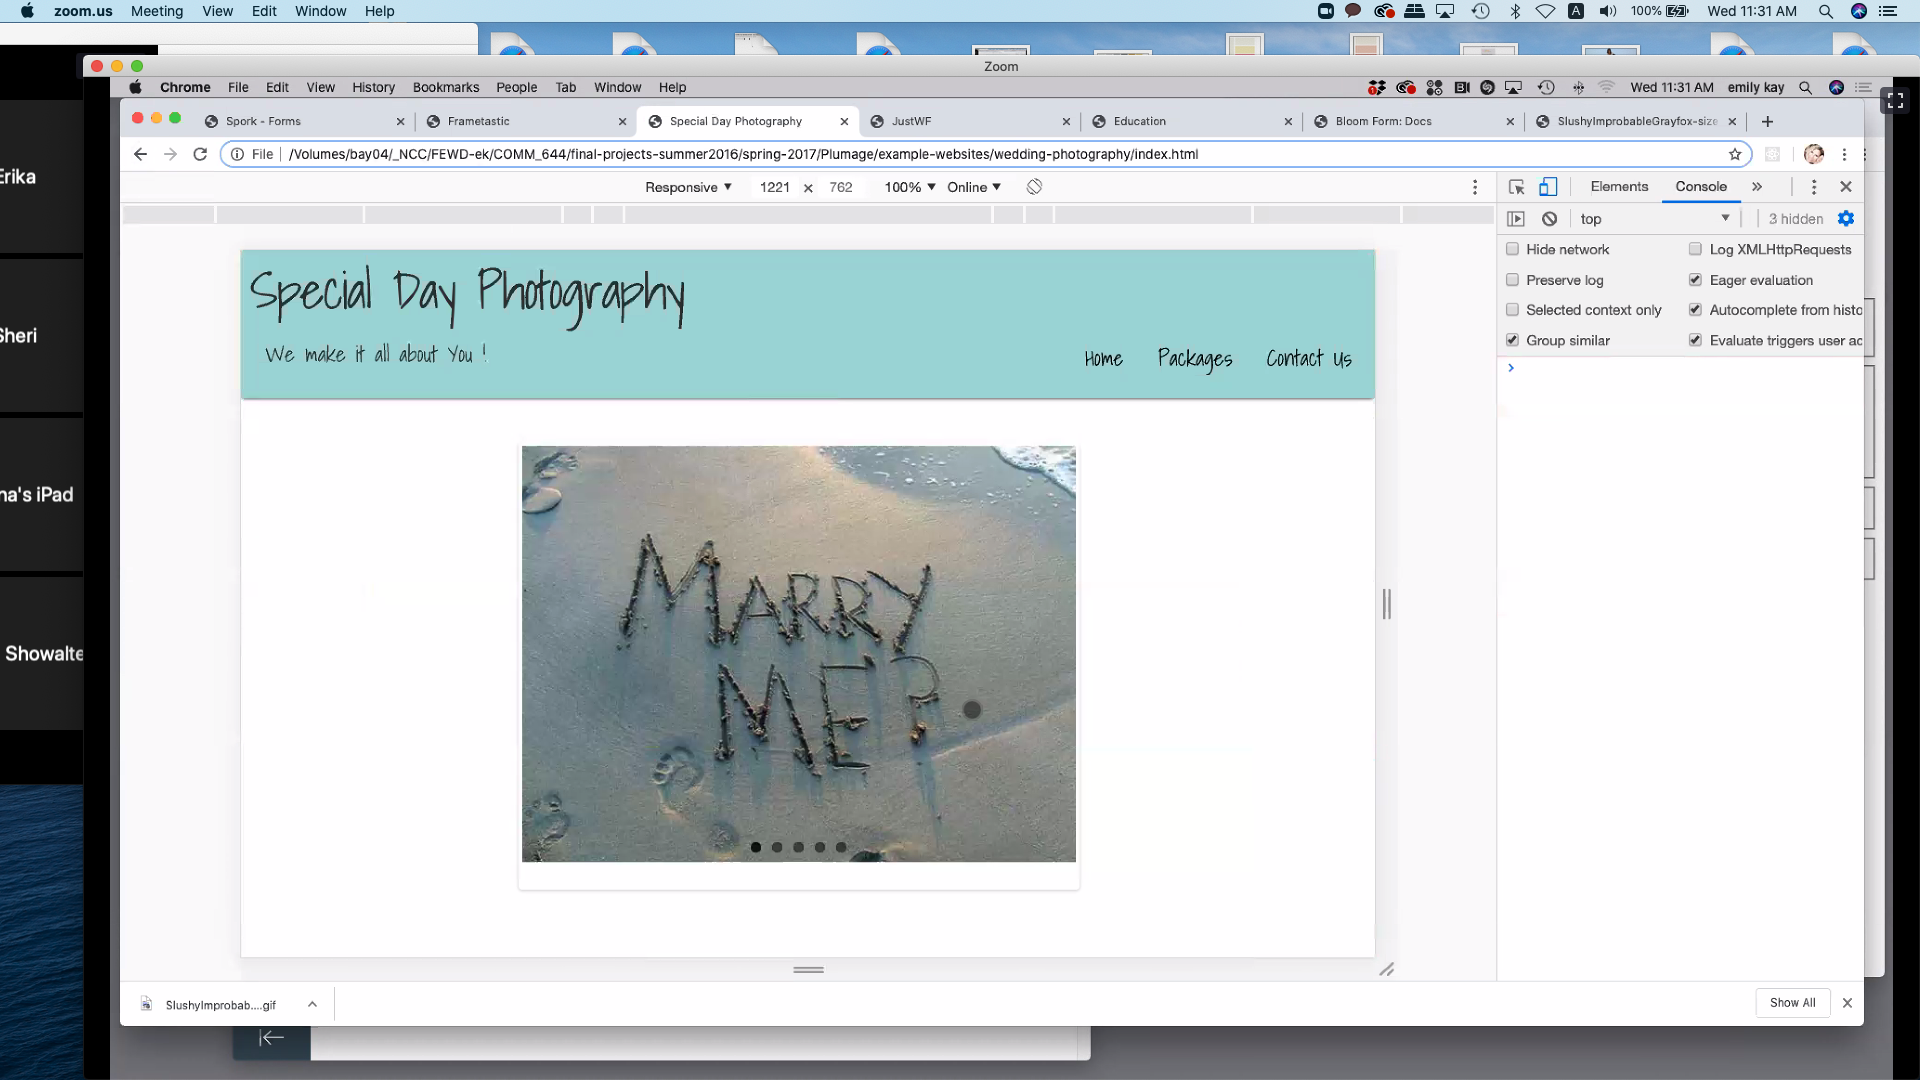 zoom.us Meeting View Edit Window Help
100% Wed 11:31 AM
Zoom
Chrome File Edit View History Bookmarks People Tab Window Help
Wed 11:31 AM emily kay
Spork - Forms
Frametastic
Special Day Photography
JustWF
Education
Bloom Form: Docs
SlushyImprobableGrayfox-size
File /Volumes/bay04/_NCC/FEWD-ek/COMM_644/final-projects-summer2016/spring-2017/Plumage/example-websites/wedding-photography/index.html
Responsive 1221 × 762 100% Online
Elements Console »
top 3 hidden
Hide network Log XMLHttpRequests
Preserve log Eager evaluation
Selected context only Autocomplete from histo
Group similar Evaluate triggers user ac
Special Day Photography
We make it all about You !
Home Packages Contact Us
MARRY
ME?
Erika
Sheri
na's iPad
Showalte
SlushyImprobab....gif
Show All